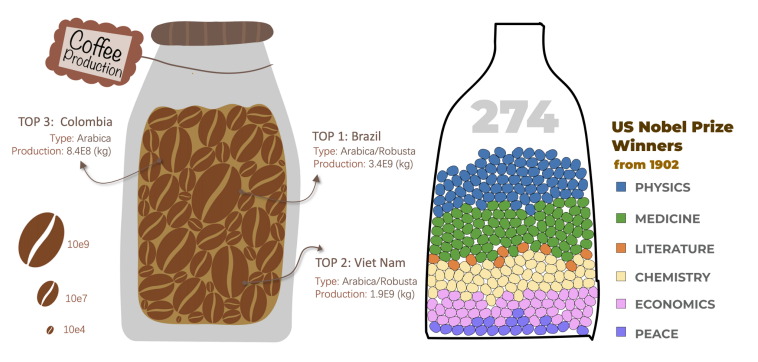 Coffee
Production
TOP 3: Colombia
Type: Arabica
Production: 8.4E8 (kg)
TOP 1: Brazil
Type: Arabica/Robusta
Production: 3.4E9 (kg)
TOP 2: Viet Nam
Type: Arabica/Robusta
Production: 1.9E9 (kg)
10e9
10e7
10e4
274
US Nobel Prize
Winners
from 1902
PHYSICS
MEDICINE
LITERATURE
CHEMISTRY
ECONOMICS
PEACE